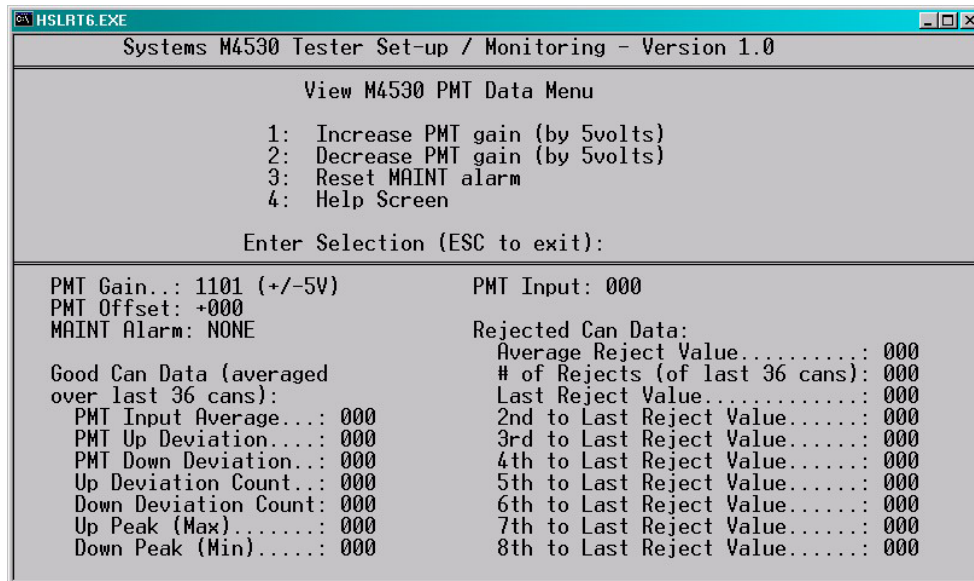 HSLRT6.EXE
Systems M4530 Tester Set-up / Monitoring - Version 1.0
View M4530 PMT Data Menu
1: Increase PMT gain (by 5volts)
2: Decrease PMT gain (by 5volts)
3: Reset MAINT alarm
4: Help Screen
Enter Selection (ESC to exit):
PMT Gain..: 1101 (+/-5V)
PMT Offset: +000
MAINT Alarm: NONE
Good Can Data (averaged
over last 36 cans):
PMT Input Average...: 000
PMT Up Deviation....: 000
PMT Down Deviation..: 000
Up Deviation Count..: 000
Down Deviation Count: 000
Up Peak (Max).......: 000
Down Peak (Min).....: 000
PMT Input: 000
Rejected Can Data:
Average Reject Value..........: 000
# of Rejects (of last 36 cans): 000
Last Reject Value.............: 000
2nd to Last Reject Value......: 000
3rd to Last Reject Value......: 000
4th to Last Reject Value......: 000
5th to Last Reject Value......: 000
6th to Last Reject Value......: 000
7th to Last Reject Value......: 000
8th to Last Reject Value......: 000